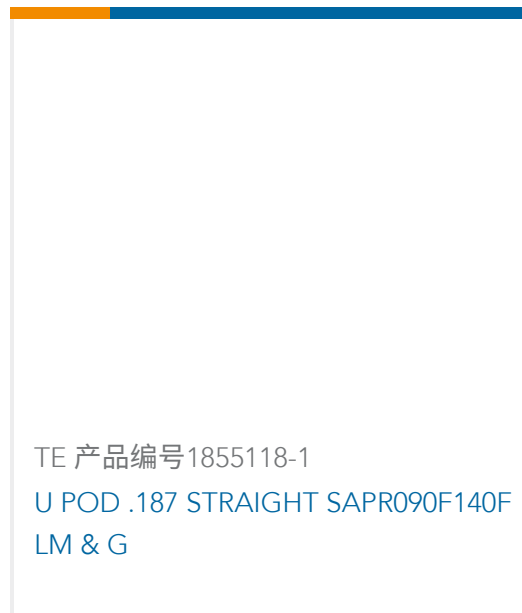 TE 产品编号1855118-1
U POD .187 STRAIGHT SAPR090F140F
LM & G